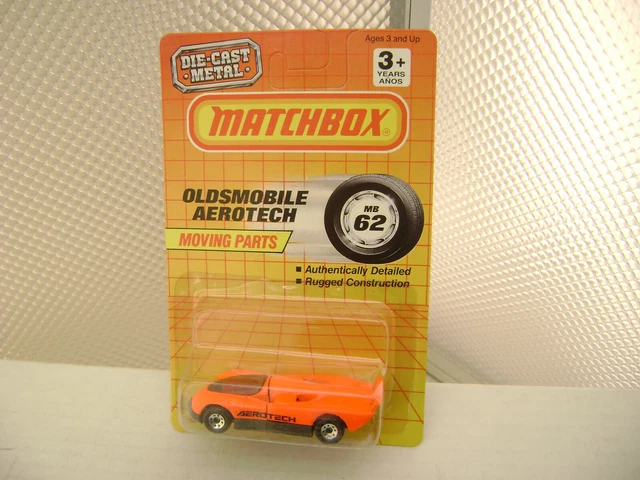 Ages 3 and Up
DIE-CAST
METAL
3+
YEARS
AÑOS
MATCHBOX®
OLDSMOBILE
AEROTECH
MB
62
MOVING PARTS
▪ Authentically Detailed
▪ Rugged Construction
AEROTECH